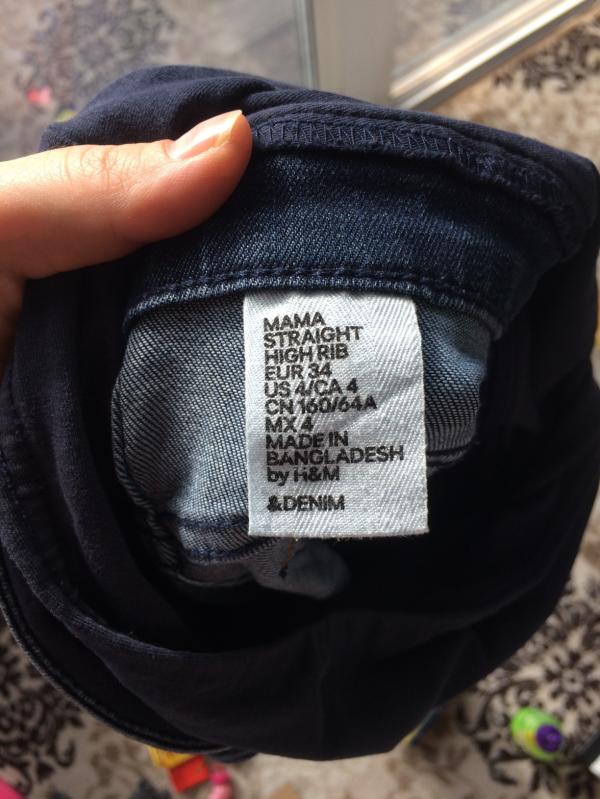 MAMA
STRAIGHT
HIGH RIB
EUR 34
US 4/CA 4
CN 160/64A
MX 4
MADE IN
BANGLADESH
by H&M
&DENIM